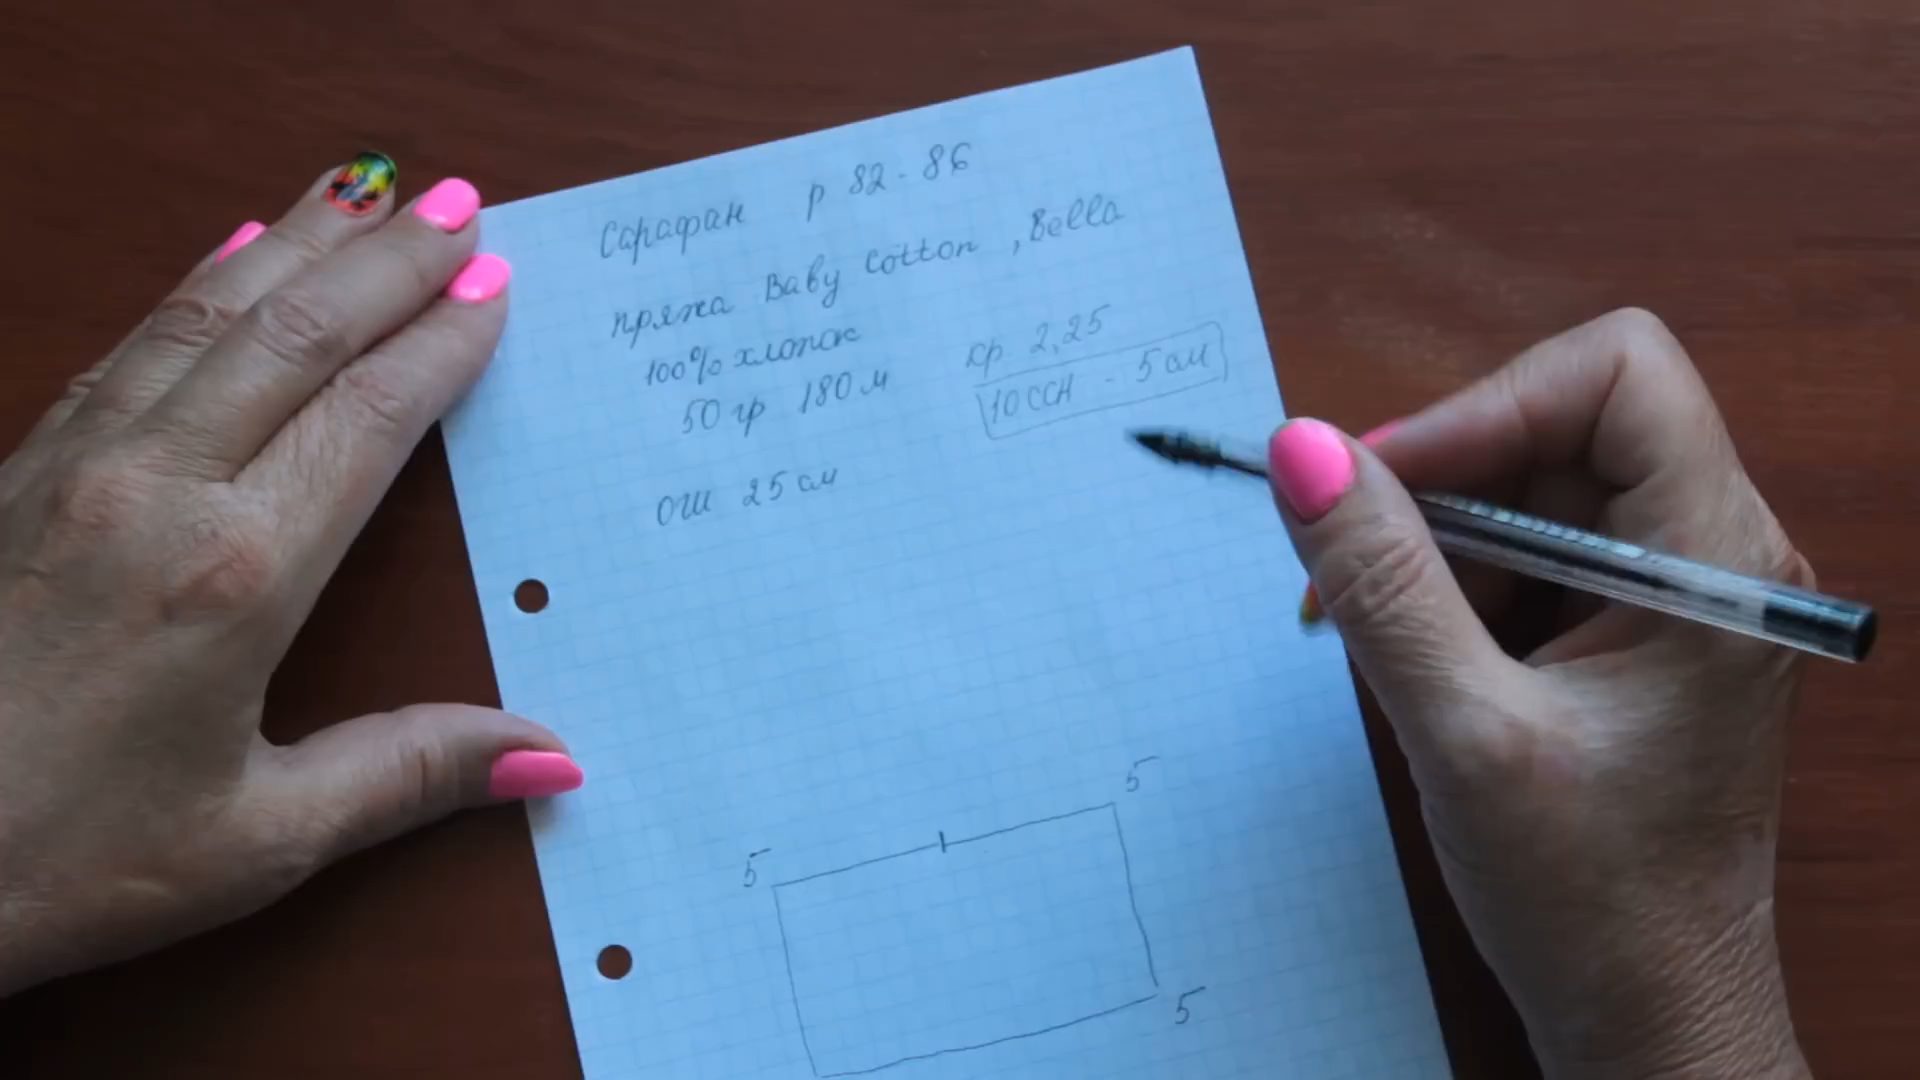 Сарафан р 82-86
пряжа Baby Cotton, Bella
100% хлопок
50 гр 180 м
кр. 2,25
10 ССН - 5 см
ОШ 25 см
5
5
5